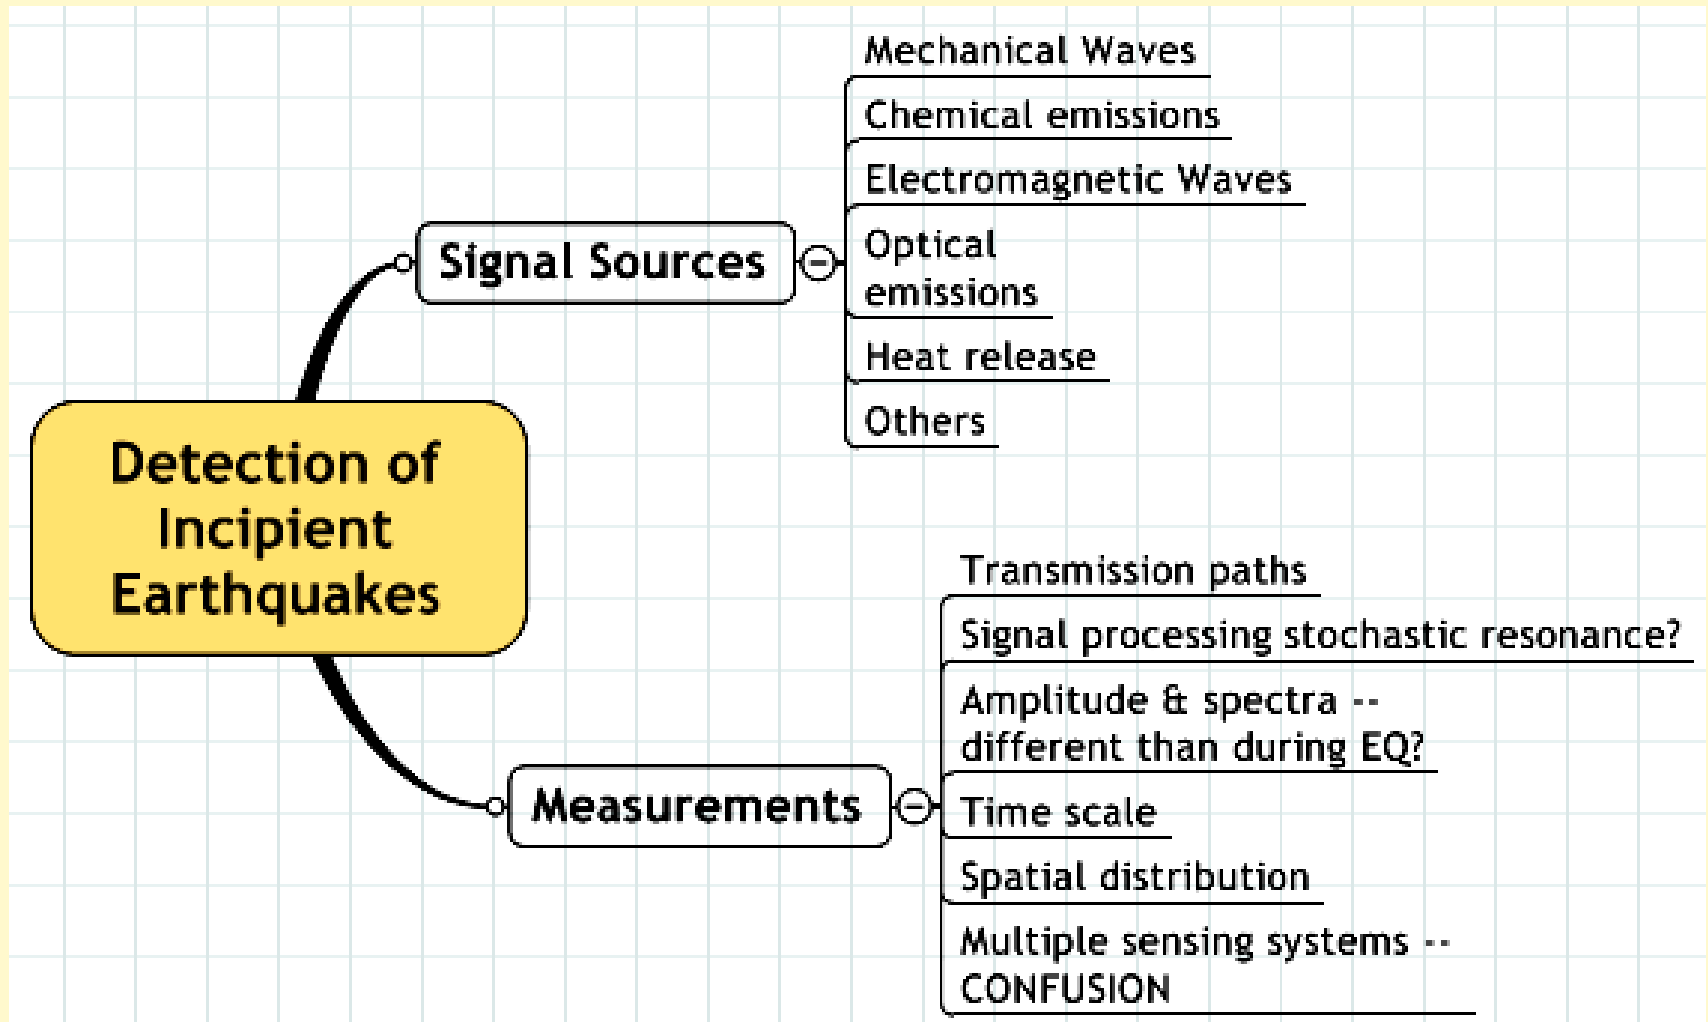 Detection of
Incipient
Earthquakes
Signal Sources
Mechanical Waves
Chemical emissions
Electromagnetic Waves
Optical
emissions
Heat release
Others
Measurements
Transmission paths
Signal processing stochastic resonance?
Amplitude & spectra --
different than during EQ?
Time scale
Spatial distribution
Multiple sensing systems --
CONFUSION